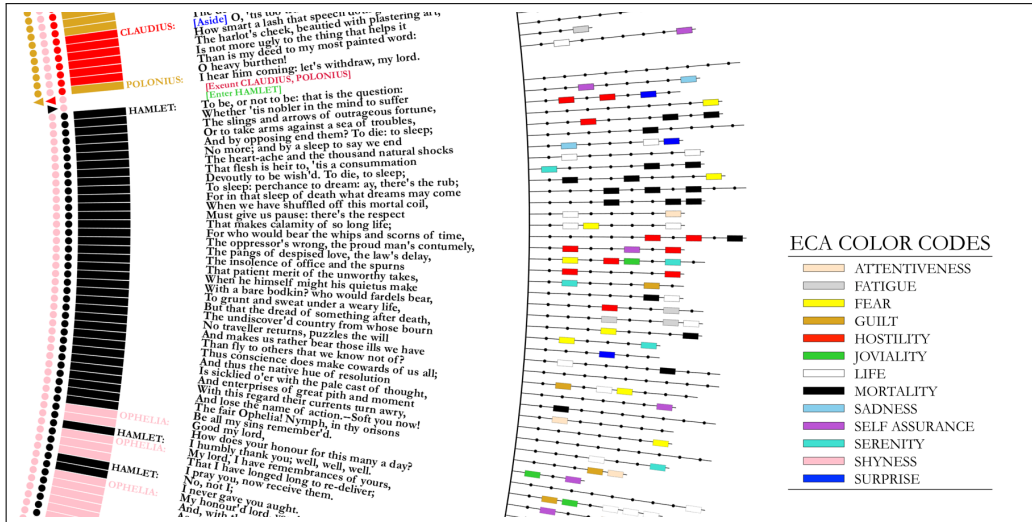 CLAUDIUS:
POLONIUS:
HAMLET:
OPHELIA:
HAMLET:
OPHELIA:
HAMLET:
OPHELIA:
[Aside] O, 'tis too
How smart a lash that speech
The harlot's cheek, beautied with plastering art,
Is not more ugly to the thing that helps it
Than is my deed to my most painted word:
O heavy burthen!
I hear him coming: let's withdraw, my lord.
[Exeunt CLAUDIUS, POLONIUS]
[Enter HAMLET]
To be, or not to be: that is the question:
Whether 'tis nobler in the mind to suffer
The slings and arrows of outrageous fortune,
Or to take arms against a sea of troubles,
And by opposing end them? To die: to sleep;
No more; and by a sleep to say we end
The heart-ache and the thousand natural shocks
That flesh is heir to, 'tis a consummation
Devoutly to be wish'd. To die, to sleep;
To sleep: perchance to dream: ay, there's the rub;
For in that sleep of death what dreams may come
When we have shuffled off this mortal coil,
Must give us pause: there's the respect
That makes calamity of so long life;
For who would bear the whips and scorns of time,
The oppressor's wrong, the proud man's contumely,
The pangs of despised love, the law's delay,
The insolence of office and the spurns
That patient merit of the unworthy takes,
When he himself might his quietus make
With a bare bodkin? who would fardels bear,
To grunt and sweat under a weary life,
But that the dread of something after death,
The undiscover'd country from whose bourn
No traveller returns, puzzles the will
And makes us rather bear those ills we have
Than fly to others that we know not of?
Thus conscience does make cowards of us all;
And thus the native hue of resolution
Is sicklied o'er with the pale cast of thought,
And enterprises of great pith and moment
With this regard their currents turn awry,
And lose the name of action.--Soft you now!
The fair Ophelia! Nymph, in thy orisons
Be all my sins remember'd.
Good my lord,
How does your honour for this many a day?
I humbly thank you; well, well, well.
My lord, I have remembrances of yours,
That I have longed long to re-deliver;
I pray you, now receive them.
No, not I;
I never gave you aught.
My honour'd lord,
And, with
ECA COLOR CODES
ATTENTIVENESS
FATIGUE
FEAR
GUILT
HOSTILITY
JOVIALITY
LIFE
MORTALITY
SADNESS
SELF ASSURANCE
SERENITY
SHYNESS
SURPRISE